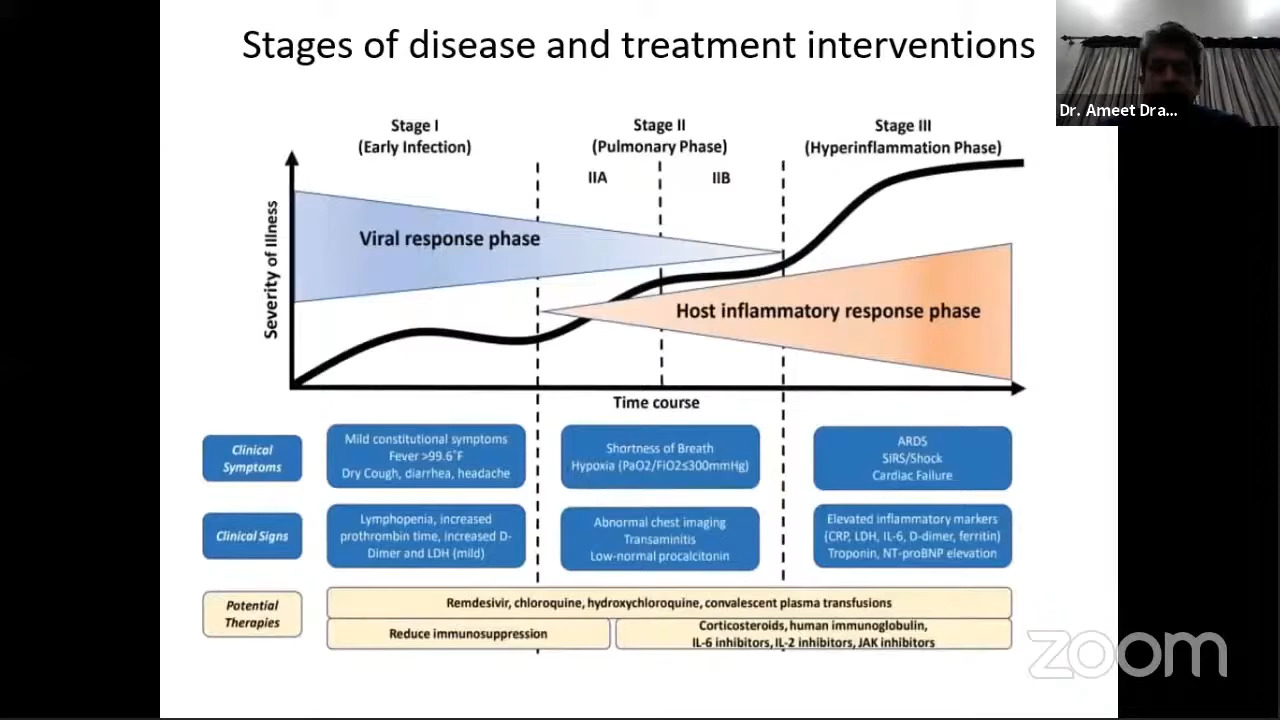 Stages of disease and treatment interventions
Dr. Ameet Dra...
Stage I
(Early Infection)
Stage II
(Pulmonary Phase)
IIA
IIB
Stage III
(Hyperinflammation Phase)
Severity of Illness
Viral response phase
Host inflammatory response phase
Time course
Clinical
Symptoms
Mild constitutional symptoms
Fever >99.6°F
Dry Cough, diarrhea, headache
Shortness of Breath
Hypoxia (PaO2/FiO2≤300mmHg)
ARDS
SIRS/Shock
Cardiac Failure
Clinical Signs
Lymphopenia, increased
prothrombin time, increased D-
Dimer and LDH (mild)
Abnormal chest imaging
Transaminitis
Low-normal procalcitonin
Elevated inflammatory markers
(CRP, LDH, IL-6, D-dimer, ferritin)
Troponin, NT-proBNP elevation
Potential
Therapies
Remdesivir, chloroquine, hydroxychloroquine, convalescent plasma transfusions
Reduce immunosuppression
Corticosteroids, human immunoglobulin,
IL-6 inhibitors, IL-2 inhibitors, JAK inhibitors
zoom